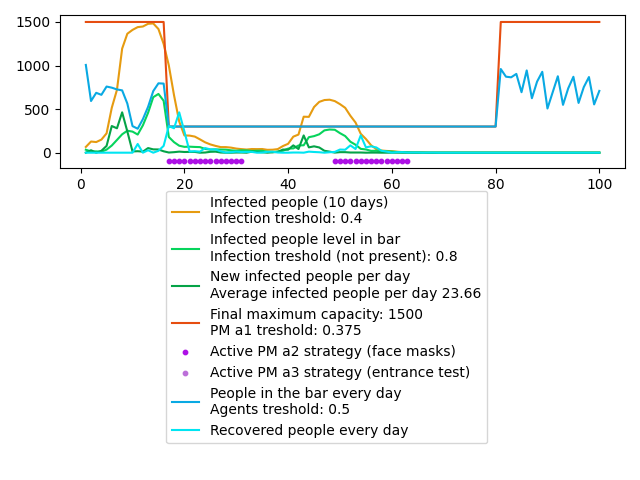 1500
1000
500
0
0
20
40
60
80
100
Infected people (10 days)
Infection treshold: 0.4
Infected people level in bar
Infection treshold (not present): 0.8
New infected people per day
Average infected people per day 23.66
Final maximum capacity: 1500
PM a1 treshold: 0.375
Active PM a2 strategy (face masks)
Active PM a3 strategy (entrance test)
People in the bar every day
Agents treshold: 0.5
Recovered people every day